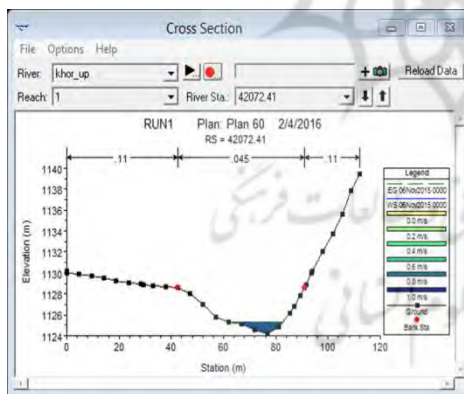 Cross Section
File Options Help
River: khor_up
Reload Data
Reach: 1 River Sta.: 42072.41
RUN1 Plan: Plan 60 2/4/2016
RS = 42072.41
.11 .045 .11
Elevation (m)
1140
1138
1136
1134
1132
1130
1128
1126
1124
0 20 40 60 80 100 120
Station (m)
Legend
EG 06Nov2015 0000
WS 06Nov2015 0000
0.0 m/s
0.2 m/s
0.4 m/s
0.6 m/s
0.8 m/s
1.0 m/s
Ground
Bank Sta